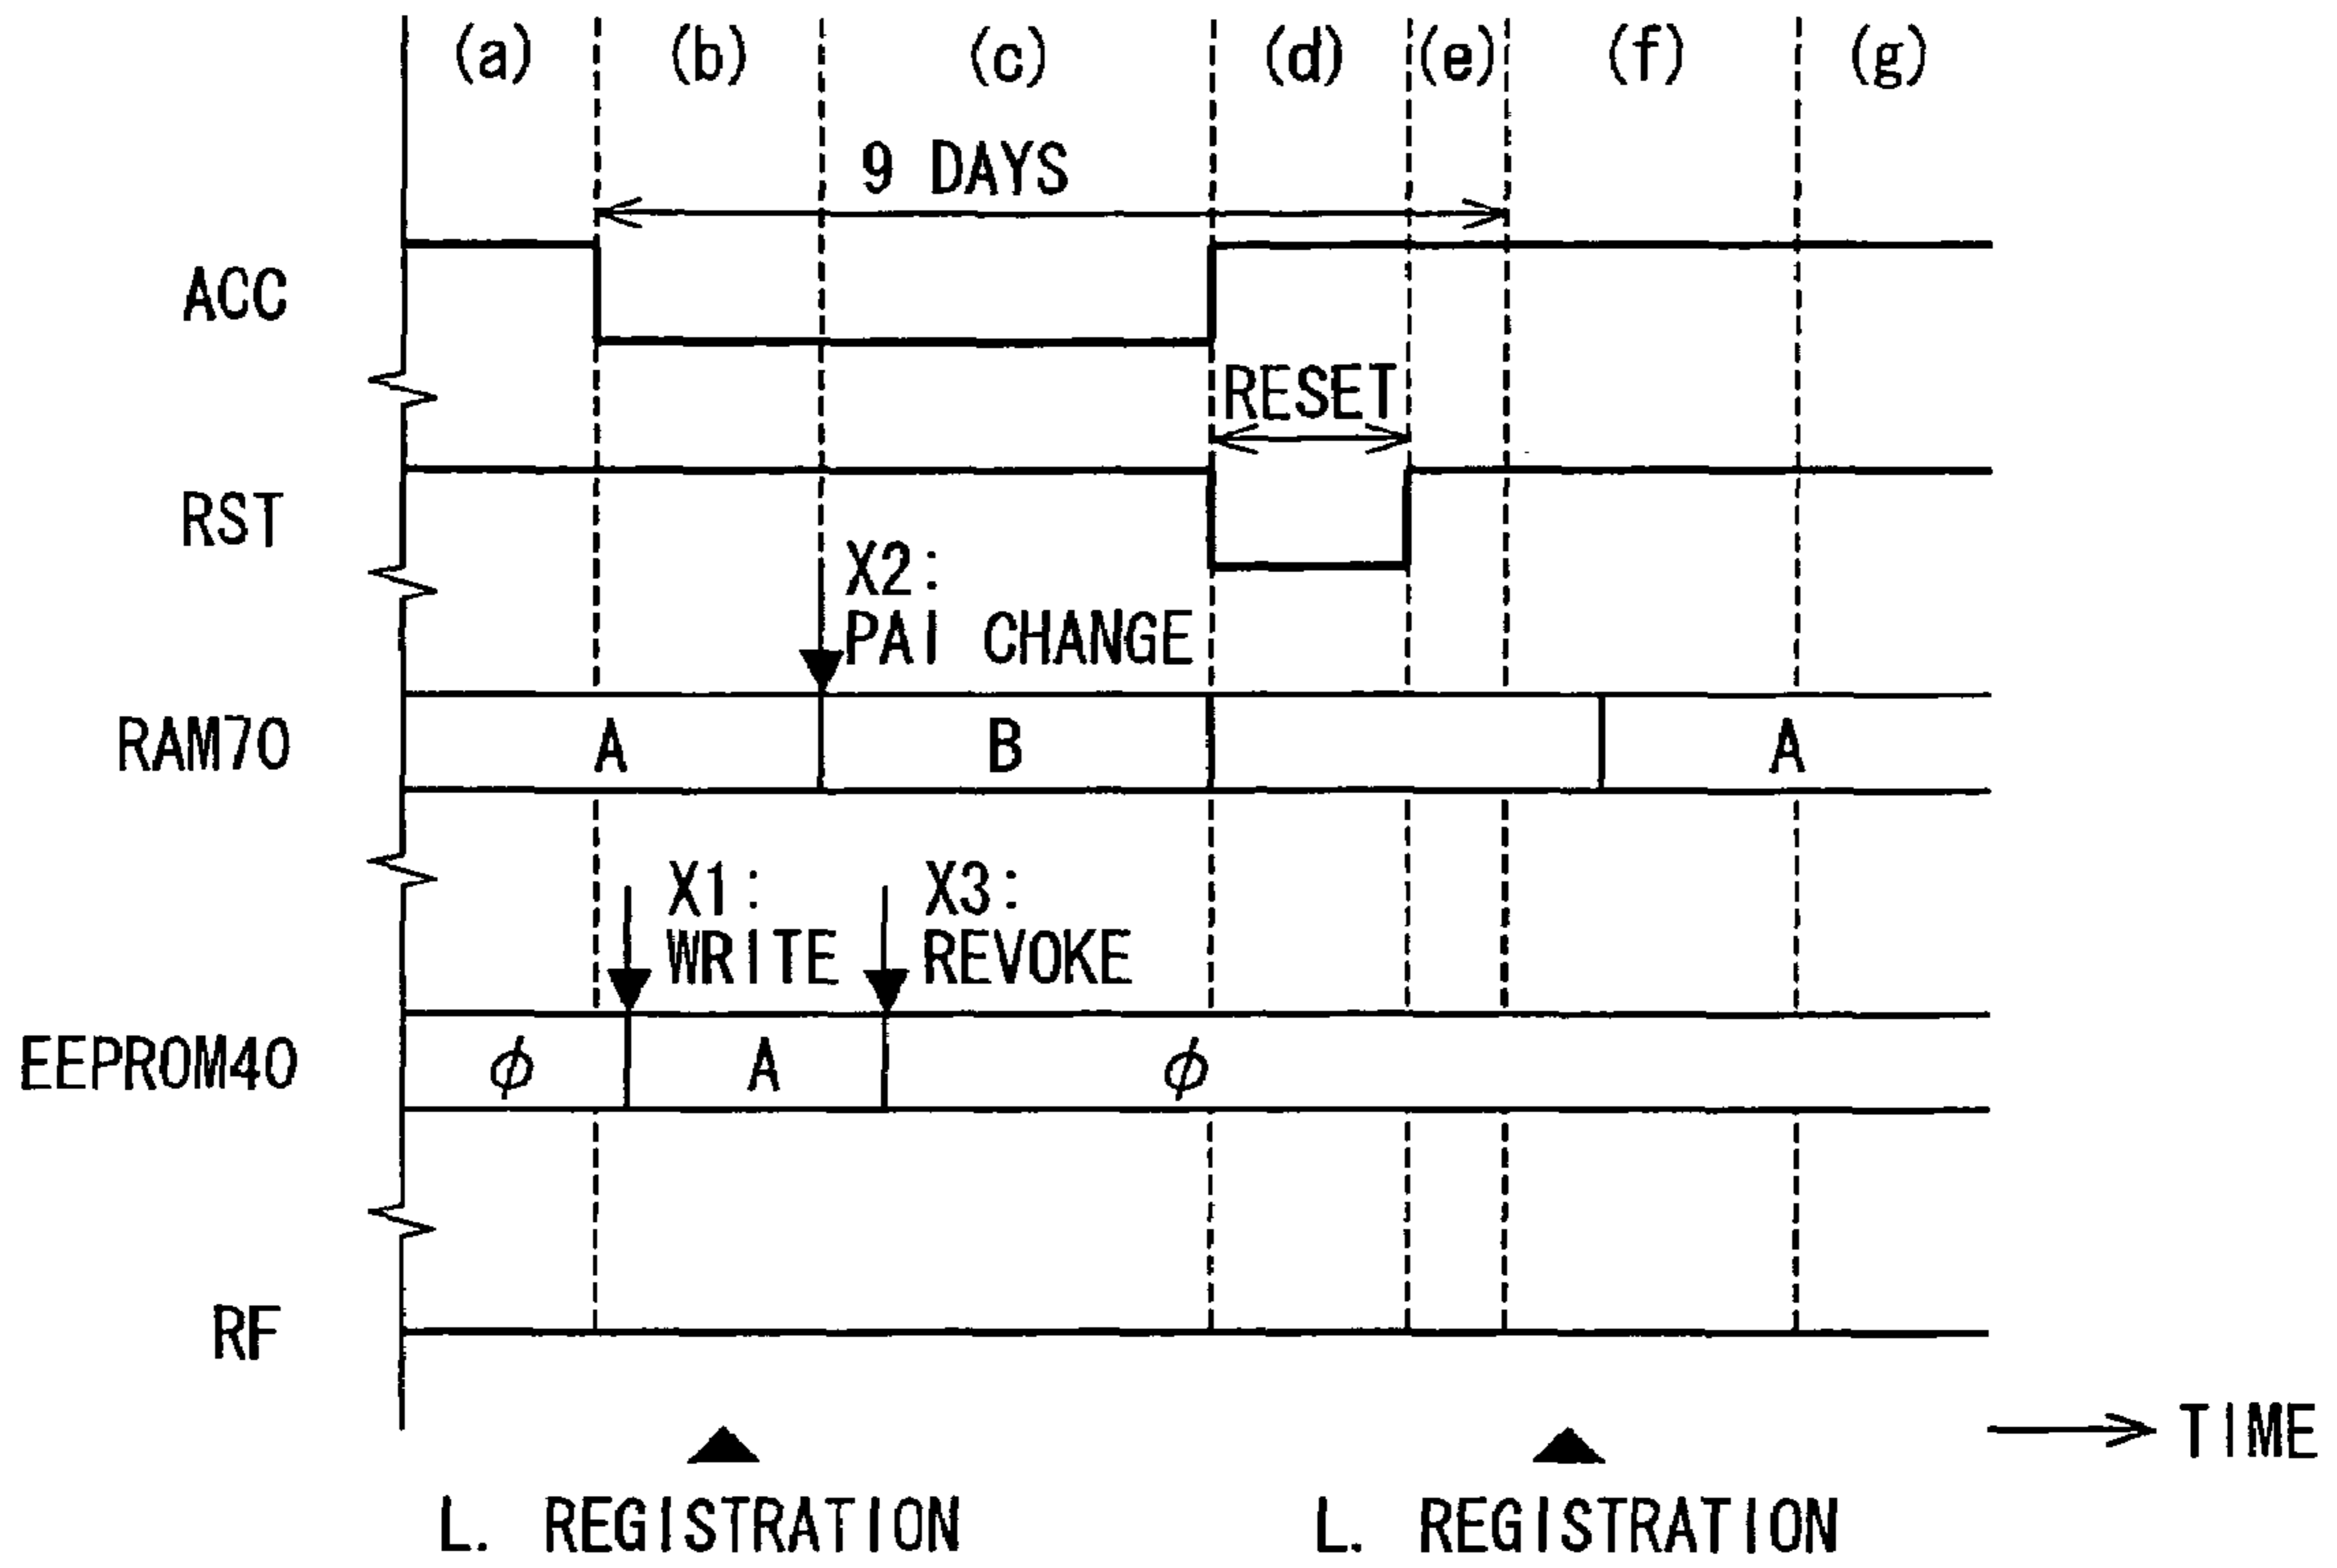 (a) (b) (c) (d) (e) (f) (g)
9 DAYS
ACC
RESET
RST
X2:
PAI CHANGE
RAM70 A B A
X1: X3:
WRITE REVOKE
EEPROM40 ϕ A ϕ
RF
TIME
L. REGISTRATION L. REGISTRATION